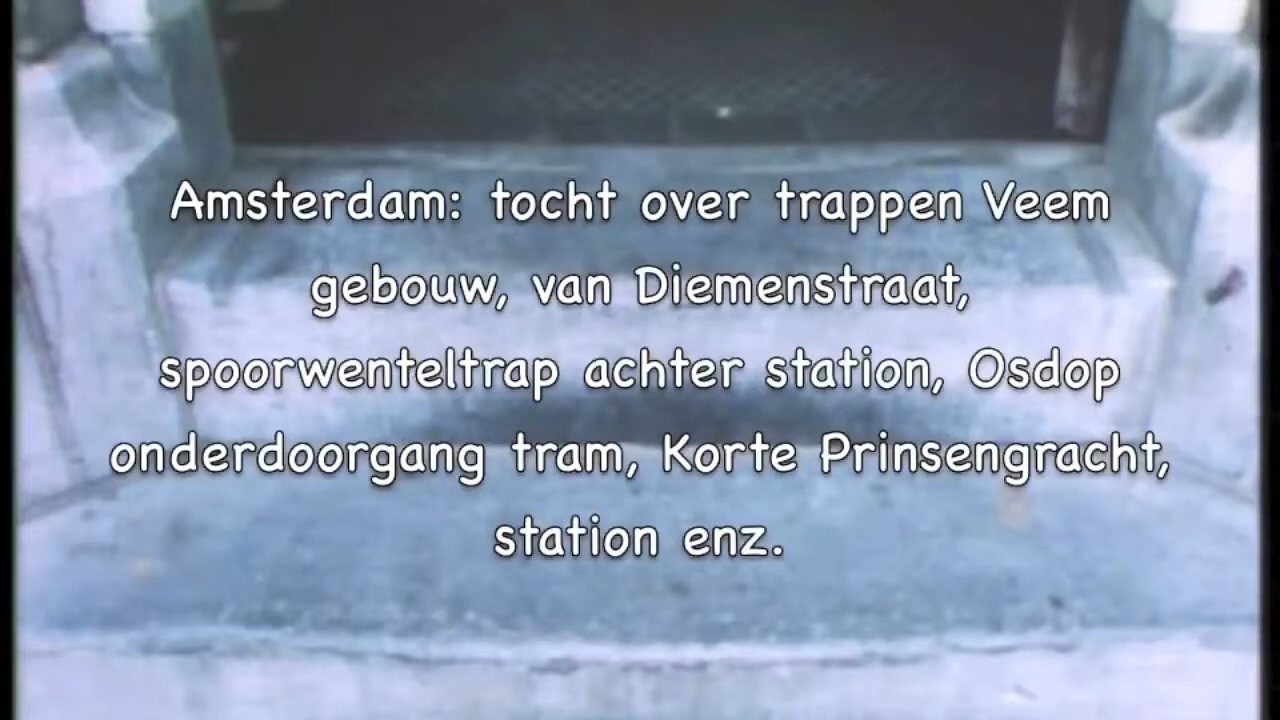 Amsterdam: tocht over trappen Veem
gebouw, van Diemenstraat,
spoorwenteltrap achter station, Osdop
onderdoorgang tram, Korte Prinsengracht,
station enz.